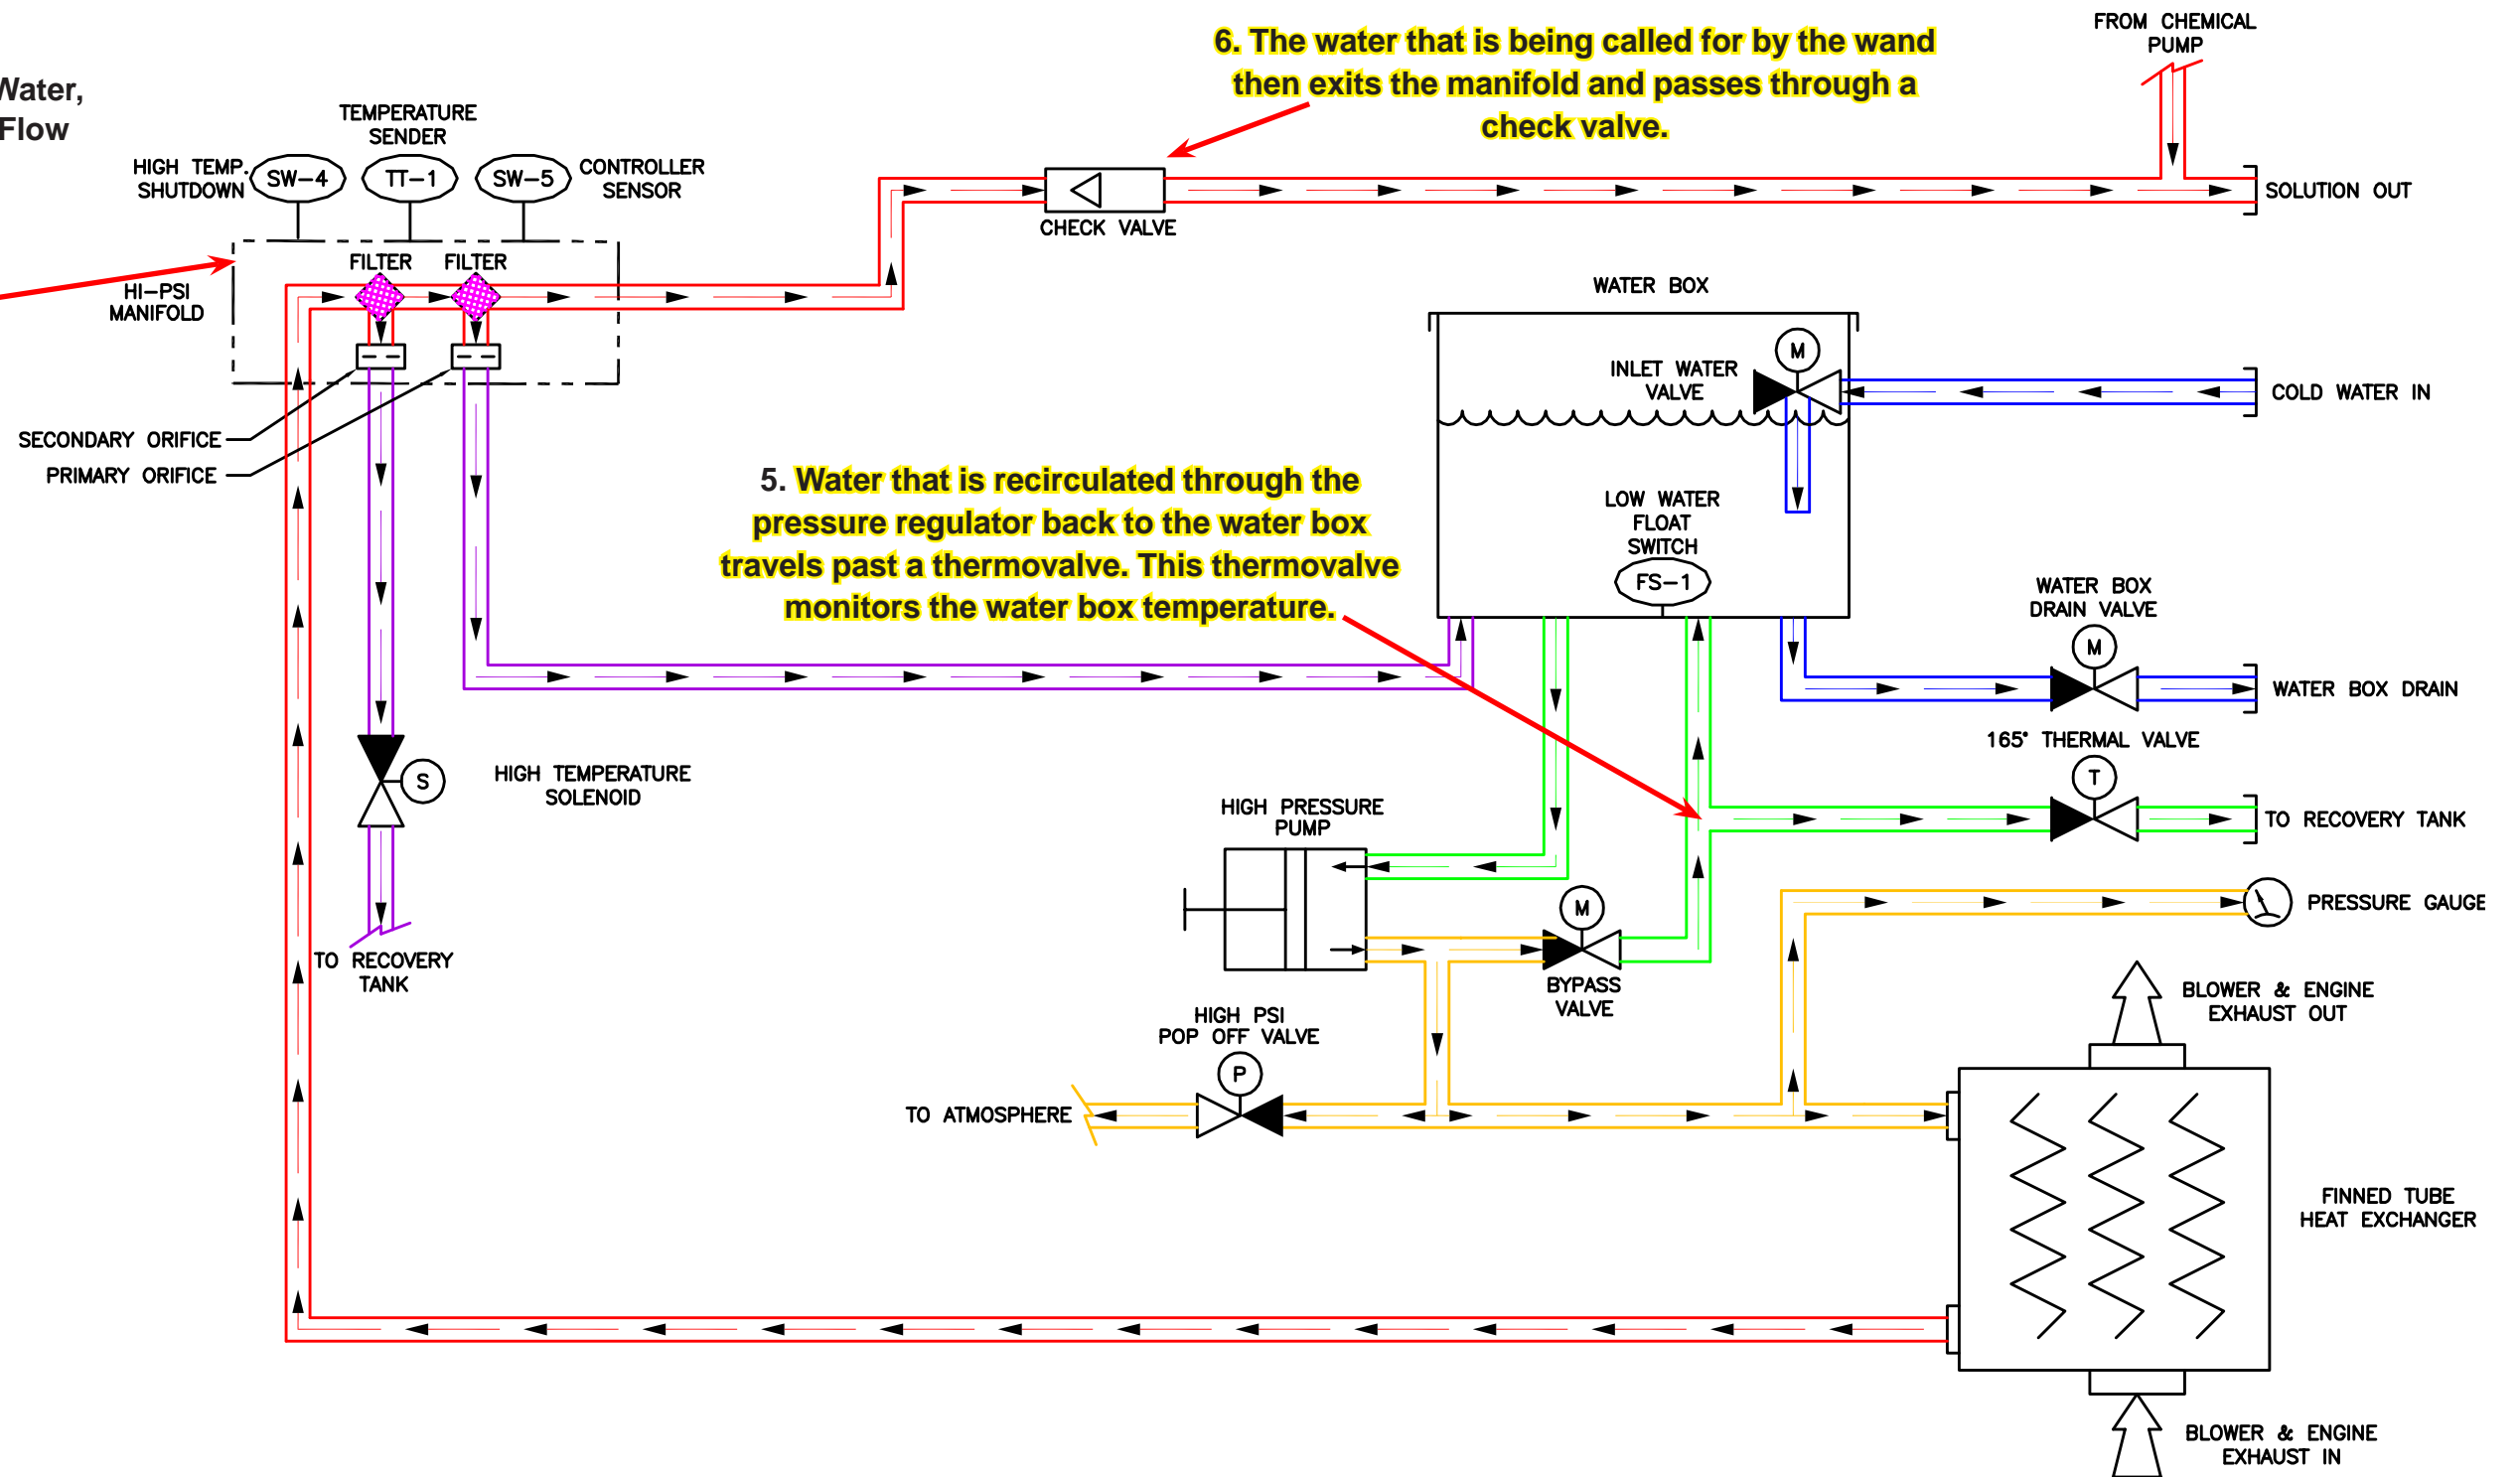 6. The water that is being called for by the wand
then exits the manifold and passes through a
check valve.
FROM CHEMICAL
PUMP
Water,
Flow
TEMPERATURE
SENDER
HIGH TEMP.
SHUTDOWN
SW-4
TT-1
SW-5
CONTROLLER
SENSOR
SOLUTION OUT
CHECK VALVE
FILTER
FILTER
HI-PSI
MANIFOLD
WATER BOX
M
INLET WATER
VALVE
COLD WATER IN
SECONDARY ORIFICE
PRIMARY ORIFICE
5. Water that is recirculated through the
pressure regulator back to the water box
travels past a thermovalve. This thermovalve
monitors the water box temperature.
LOW WATER
FLOAT
SWITCH
FS-1
WATER BOX
DRAIN VALVE
M
WATER BOX DRAIN
165° THERMAL VALVE
T
TO RECOVERY TANK
S
HIGH TEMPERATURE
SOLENOID
HIGH PRESSURE
PUMP
M
BYPASS
VALVE
PRESSURE GAUGE
TO RECOVERY
TANK
BLOWER & ENGINE
EXHAUST OUT
HIGH PSI
POP OFF VALVE
P
TO ATMOSPHERE
FINNED TUBE
HEAT EXCHANGER
BLOWER & ENGINE
EXHAUST IN